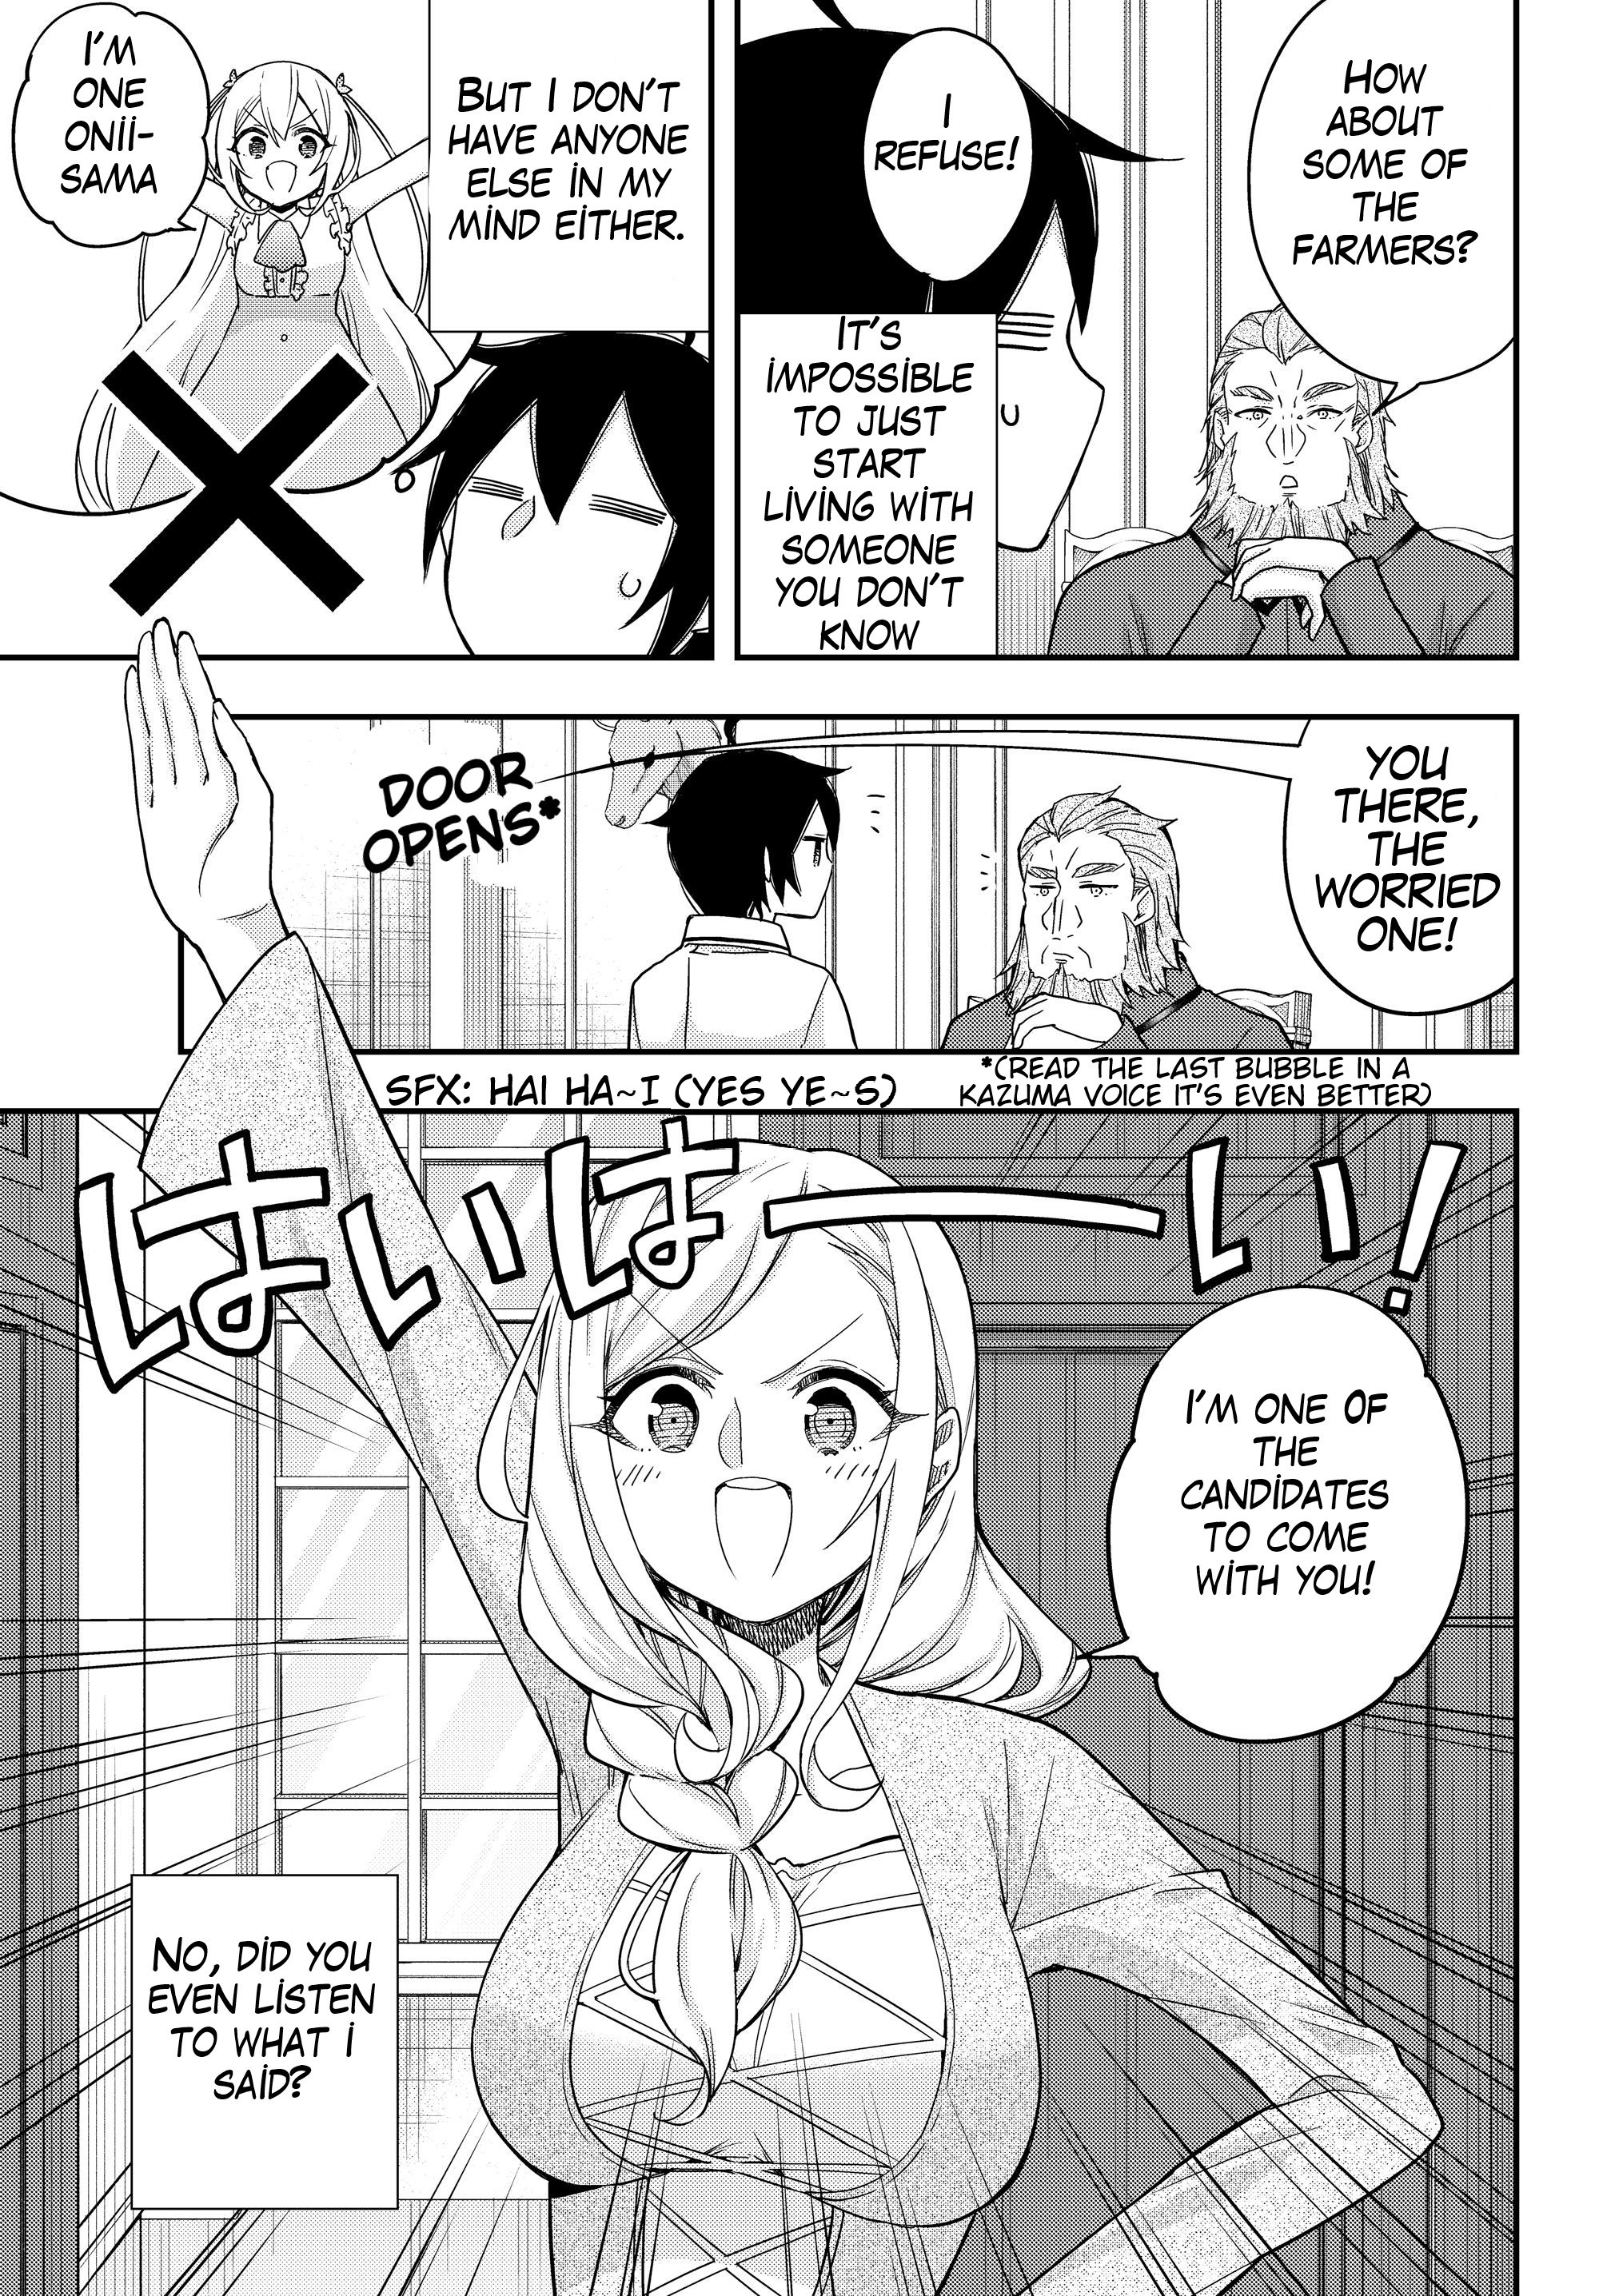 How
about
some of
the
farmers?
I
refuse!
It's
impossible
to just
start
living with
someone
you don't
know
But I don't
have anyone
else in my
mind either.
I'm
one
onii-
sama
You
there,
the
worried
one!
Door
opens*
*(Read the last bubble in a
Kazuma voice it's even better)
SFX: Hai ha~i (yes ye~s)
はいはーーい!
I'm one of
the
candidates
to come
with you!
No, did you
even listen
to what I
said?